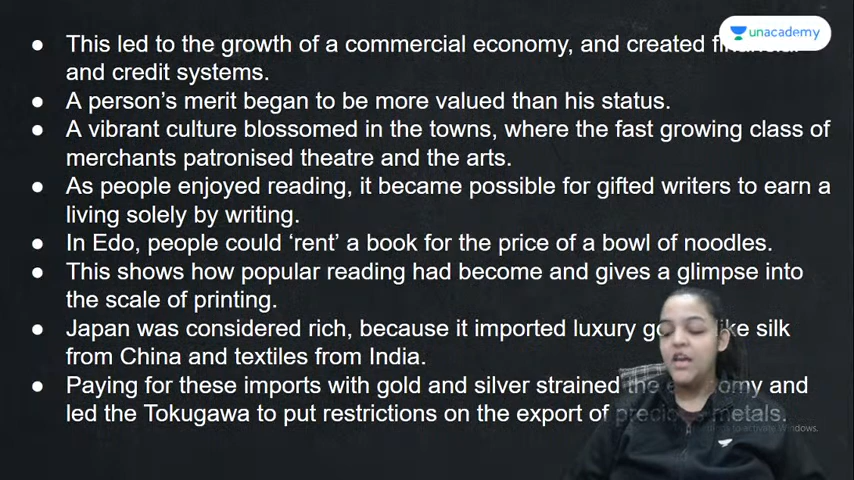 ● This led to the growth of a commercial economy, and created financial
and credit systems.
● A person's merit began to be more valued than his status.
● A vibrant culture blossomed in the towns, where the fast growing class of
merchants patronised theatre and the arts.
● As people enjoyed reading, it became possible for gifted writers to earn a
living solely by writing.
● In Edo, people could ‘rent’ a book for the price of a bowl of noodles.
● This shows how popular reading had become and gives a glimpse into
the scale of printing.
● Japan was considered rich, because it imported luxury like silk
from China and textiles from India.
● Paying for these imports with gold and silver strained the economy and
led the Tokugawa to put restrictions on the export of precious metals.
unacademy
to activate Windows.